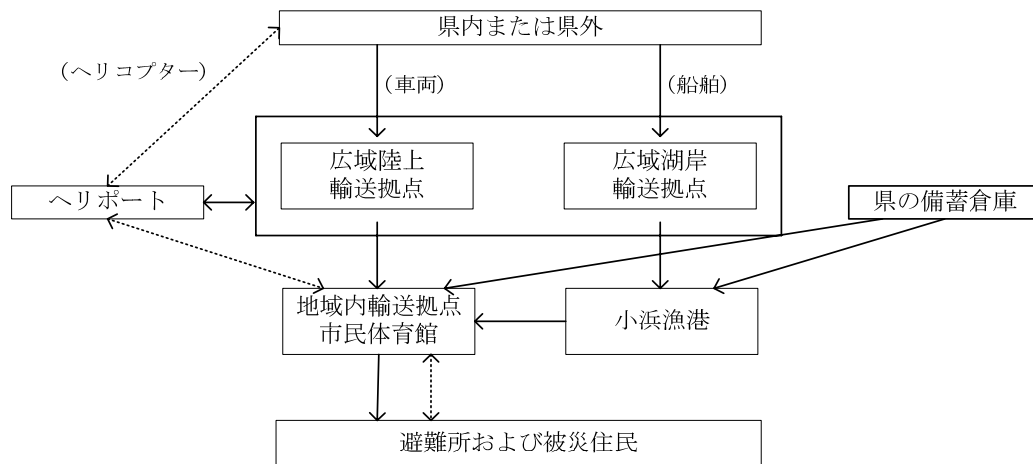 県内または県外
（ヘリコプター）
（車両）
（船舶）
広域陸上
輸送拠点
広域湖岸
輸送拠点
ヘリポート
県の備蓄倉庫
地域内輸送拠点
市民体育館
小浜漁港
避難所および被災住民